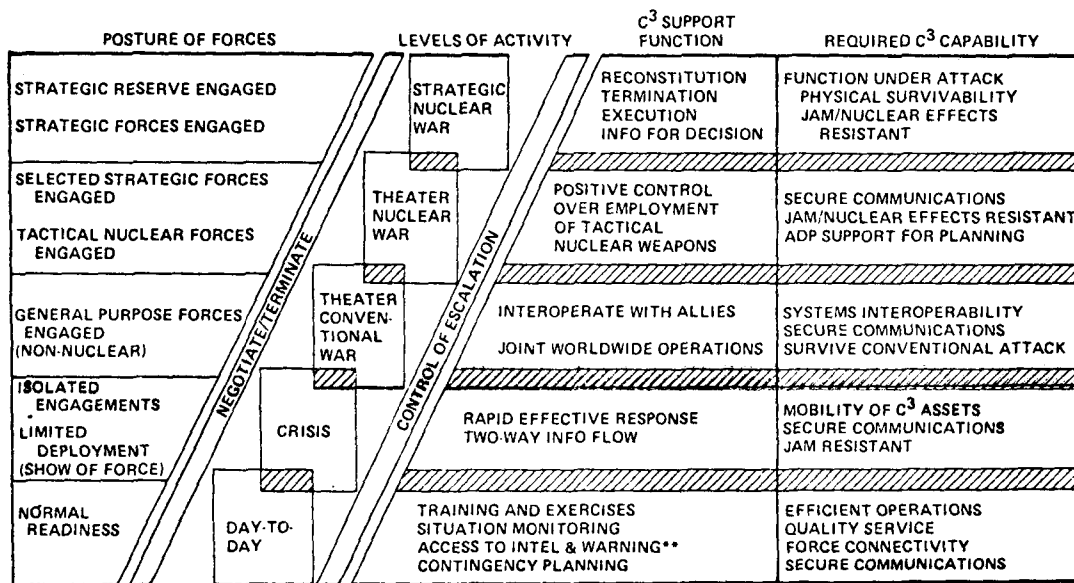 POSTURE OF FORCES
LEVELS OF ACTIVITY
C³ SUPPORT
FUNCTION
REQUIRED C³ CAPABILITY
STRATEGIC RESERVE ENGAGED
STRATEGIC FORCES ENGAGED
STRATEGIC
NUCLEAR
WAR
RECONSTITUTION
TERMINATION
EXECUTION
INFO FOR DECISION
FUNCTION UNDER ATTACK
PHYSICAL SURVIVABILITY
JAM/NUCLEAR EFFECTS
RESISTANT
SELECTED STRATEGIC FORCES
ENGAGED
TACTICAL NUCLEAR FORCES
ENGAGED
THEATER
NUCLEAR
WAR
POSITIVE CONTROL
OVER EMPLOYMENT
OF TACTICAL
NUCLEAR WEAPONS
SECURE COMMUNICATIONS
JAM/NUCLEAR EFFECTS RESISTANT
ADP SUPPORT FOR PLANNING
NEGOTIATE/TERMINATE
CONTROL OF ESCALATION
GENERAL PURPOSE FORCES
ENGAGED
(NON-NUCLEAR)
THEATER
CONVEN-
TIONAL
WAR
INTEROPERATE WITH ALLIES
JOINT WORLDWIDE OPERATIONS
SYSTEMS INTEROPERABILITY
SECURE COMMUNICATIONS
SURVIVE CONVENTIONAL ATTACK
ISOLATED
ENGAGEMENTS
LIMITED
DEPLOYMENT
(SHOW OF FORCE)
CRISIS
RAPID EFFECTIVE RESPONSE
TWO-WAY INFO FLOW
MOBILITY OF C³ ASSETS
SECURE COMMUNICATIONS
JAM RESISTANT
NORMAL
READINESS
DAY-TO-
DAY
TRAINING AND EXERCISES
SITUATION MONITORING
ACCESS TO INTEL & WARNING**
CONTINGENCY PLANNING
EFFICIENT OPERATIONS
QUALITY SERVICE
FORCE CONNECTIVITY
SECURE COMMUNICATIONS